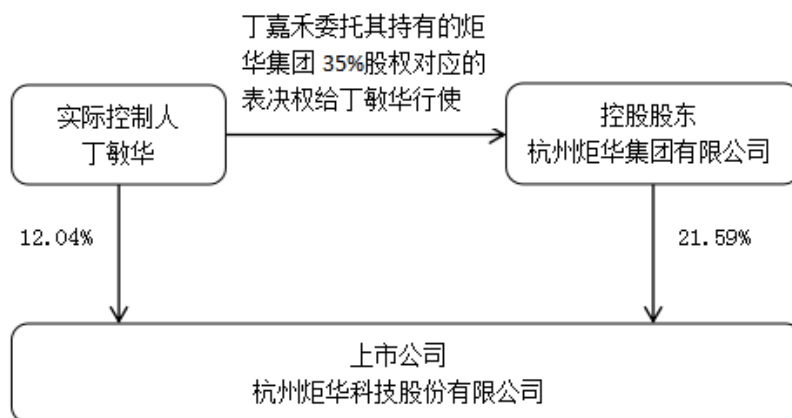 丁嘉禾委托其持有的炬
华集团 35%股权对应的
表决权给丁敏华行使
实际控制人
丁敏华
控股股东
杭州炬华集团有限公司
12.04%
21.59%
上市公司
杭州炬华科技股份有限公司